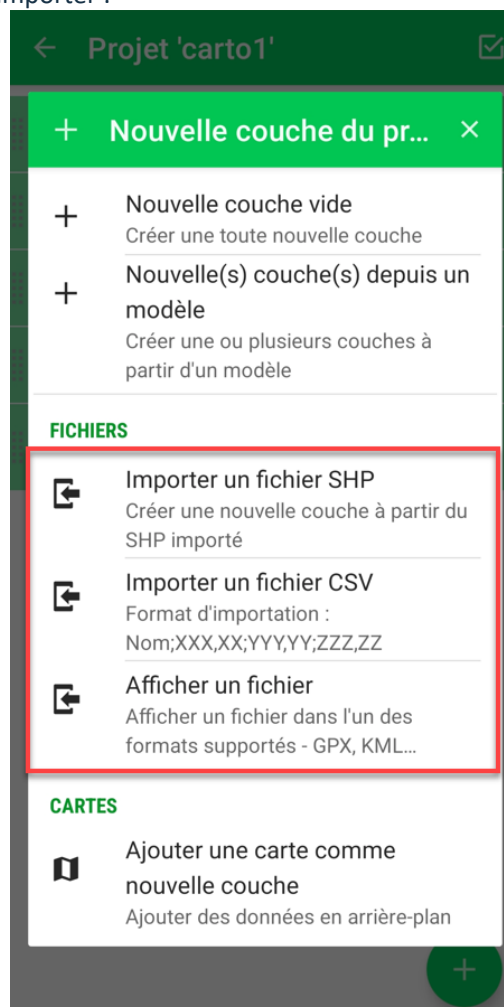 importer :
Projet 'carto1'
Nouvelle couche du pr...
Nouvelle couche vide
Créer une toute nouvelle couche
Nouvelle(s) couche(s) depuis un
modèle
Créer une ou plusieurs couches à
partir d'un modèle
FICHIERS
Importer un fichier SHP
Créer une nouvelle couche à partir du
SHP importé
Importer un fichier CSV
Format d'importation :
Nom;XXX,XX;YYY,YY;ZZZ,ZZ
Afficher un fichier
Afficher un fichier dans l'un des
formats supportés - GPX, KML...
CARTES
Ajouter une carte comme
nouvelle couche
Ajouter des données en arrière-plan